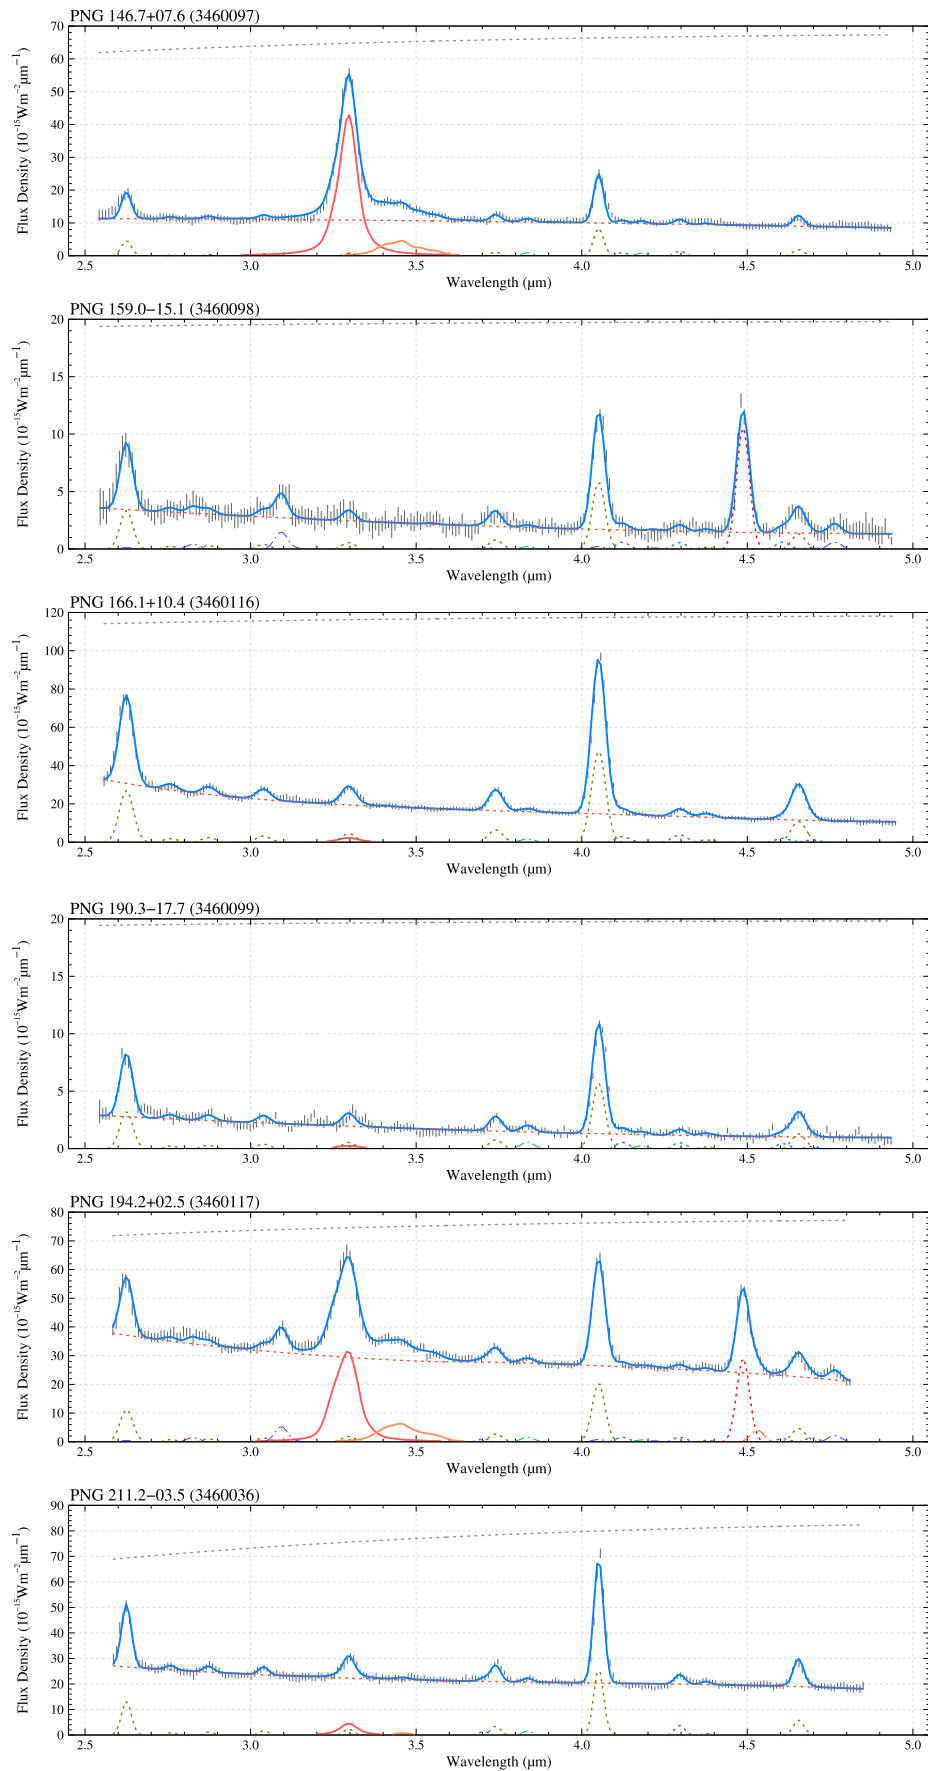 PNG 146.7+07.6 (3460097)
Flux Density (10⁻¹⁵Wm⁻²µm⁻¹)
70
60
50
40
30
20
10
0
2.5 3.0 3.5 4.0 4.5 5.0
Wavelength (µm)
PNG 159.0−15.1 (3460098)
Flux Density (10⁻¹⁵Wm⁻²µm⁻¹)
20
15
10
5
0
2.5 3.0 3.5 4.0 4.5 5.0
Wavelength (µm)
PNG 166.1+10.4 (3460116)
Flux Density (10⁻¹⁵Wm⁻²µm⁻¹)
120
100
80
60
40
20
0
2.5 3.0 3.5 4.0 4.5 5.0
Wavelength (µm)
PNG 190.3−17.7 (3460099)
Flux Density (10⁻¹⁵Wm⁻²µm⁻¹)
20
15
10
5
0
2.5 3.0 3.5 4.0 4.5 5.0
Wavelength (µm)
PNG 194.2+02.5 (3460117)
Flux Density (10⁻¹⁵Wm⁻²µm⁻¹)
80
70
60
50
40
30
20
10
0
2.5 3.0 3.5 4.0 4.5 5.0
Wavelength (µm)
PNG 211.2−03.5 (3460036)
Flux Density (10⁻¹⁵Wm⁻²µm⁻¹)
90
80
70
60
50
40
30
20
10
0
2.5 3.0 3.5 4.0 4.5 5.0
Wavelength (µm)